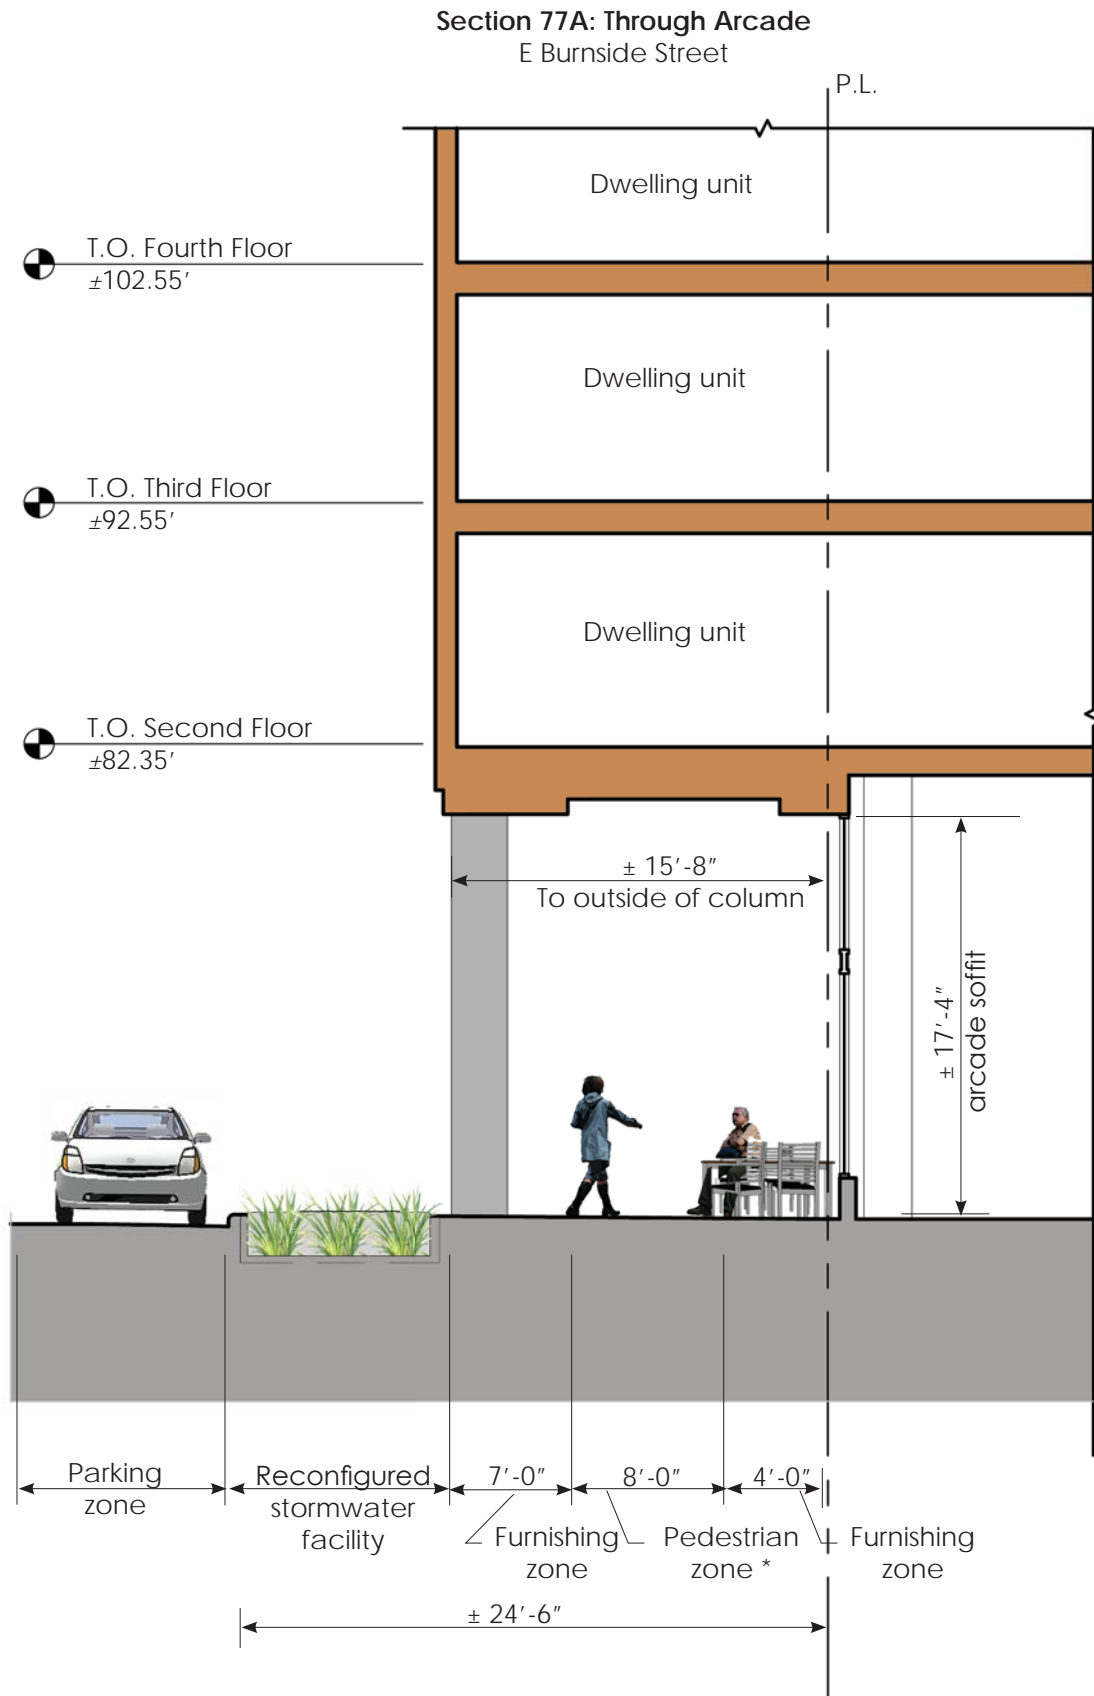 Section 77A: Through Arcade
E Burnside Street
P.L.
Dwelling unit
T.O. Fourth Floor
±102.55′
Dwelling unit
T.O. Third Floor
±92.55′
Dwelling unit
T.O. Second Floor
±82.35′
± 15′-8″
To outside of column
± 17′-4″
arcade soffit
Parking
zone
Reconfigured
stormwater
facility
7′-0″
8′-0″
4′-0″
Furnishing
zone
Pedestrian
zone *
Furnishing
zone
± 24′-6″